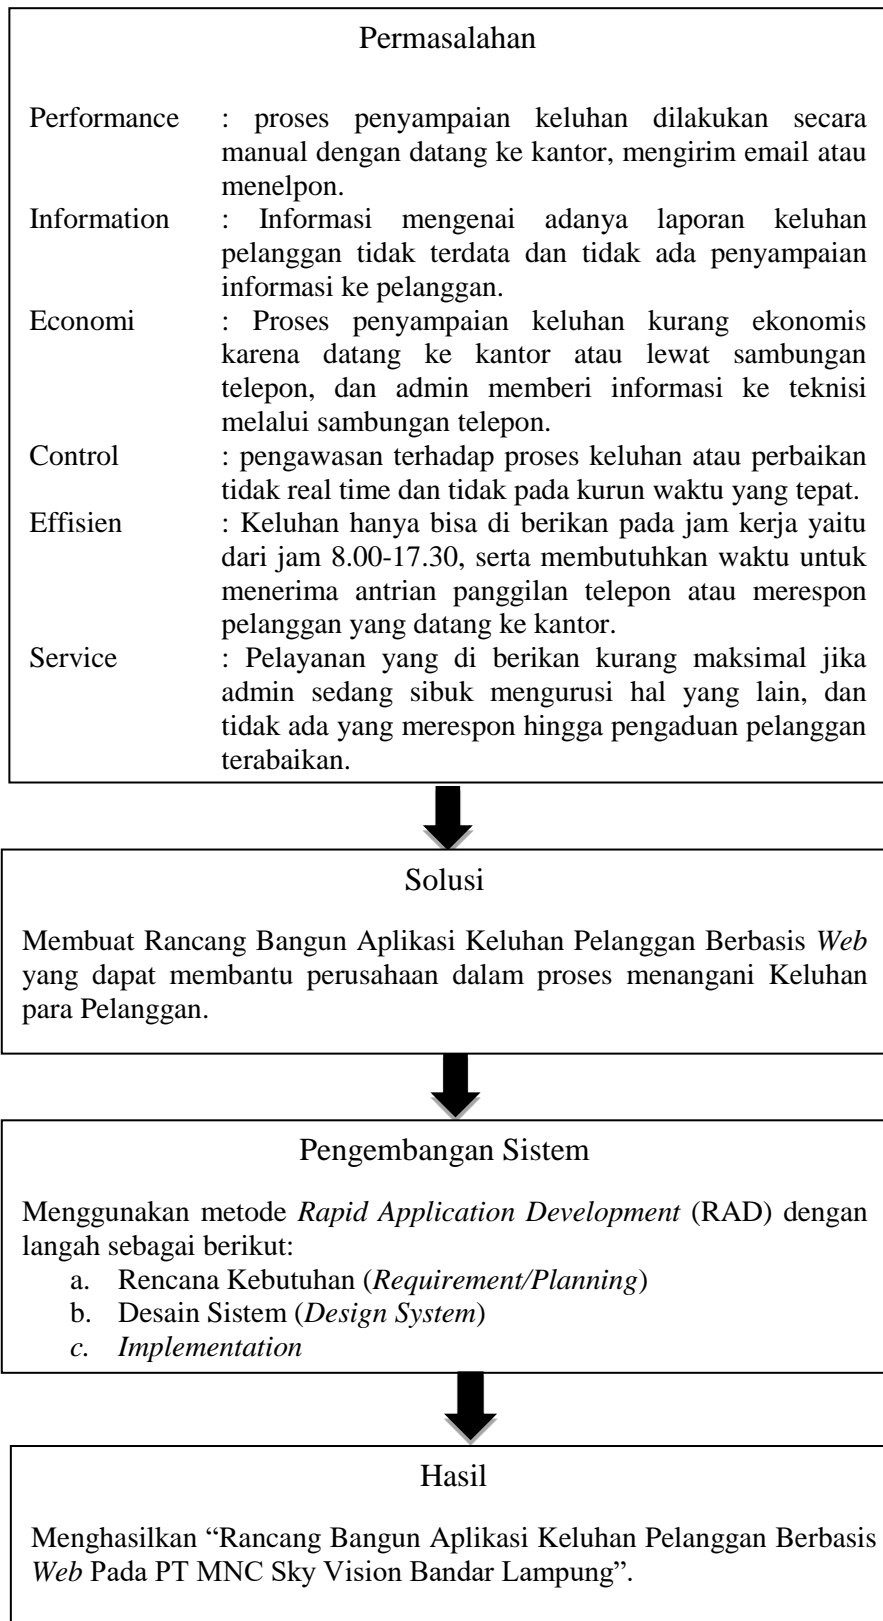 Permasalahan
Performance : proses penyampaian keluhan dilakukan secara
manual dengan datang ke kantor, mengirim email atau
menelpon.
Information : Informasi mengenai adanya laporan keluhan
pelanggan tidak terdata dan tidak ada penyampaian
informasi ke pelanggan.
Economi : Proses penyampaian keluhan kurang ekonomis
karena datang ke kantor atau lewat sambungan
telepon, dan admin memberi informasi ke teknisi
melalui sambungan telepon.
Control : pengawasan terhadap proses keluhan atau perbaikan
tidak real time dan tidak pada kurun waktu yang tepat.
Effisien : Keluhan hanya bisa di berikan pada jam kerja yaitu
dari jam 8.00-17.30, serta membutuhkan waktu untuk
menerima antrian panggilan telepon atau merespon
pelanggan yang datang ke kantor.
Service : Pelayanan yang di berikan kurang maksimal jika
admin sedang sibuk mengurusi hal yang lain, dan
tidak ada yang merespon hingga pengaduan pelanggan
terabaikan.
Solusi
Membuat Rancang Bangun Aplikasi Keluhan Pelanggan Berbasis Web
yang dapat membantu perusahaan dalam proses menangani Keluhan
para Pelanggan.
Pengembangan Sistem
Menggunakan metode Rapid Application Development (RAD) dengan
langah sebagai berikut:
a. Rencana Kebutuhan (Requirement/Planning)
b. Desain Sistem (Design System)
c. Implementation
Hasil
Menghasilkan “Rancang Bangun Aplikasi Keluhan Pelanggan Berbasis
Web Pada PT MNC Sky Vision Bandar Lampung”.